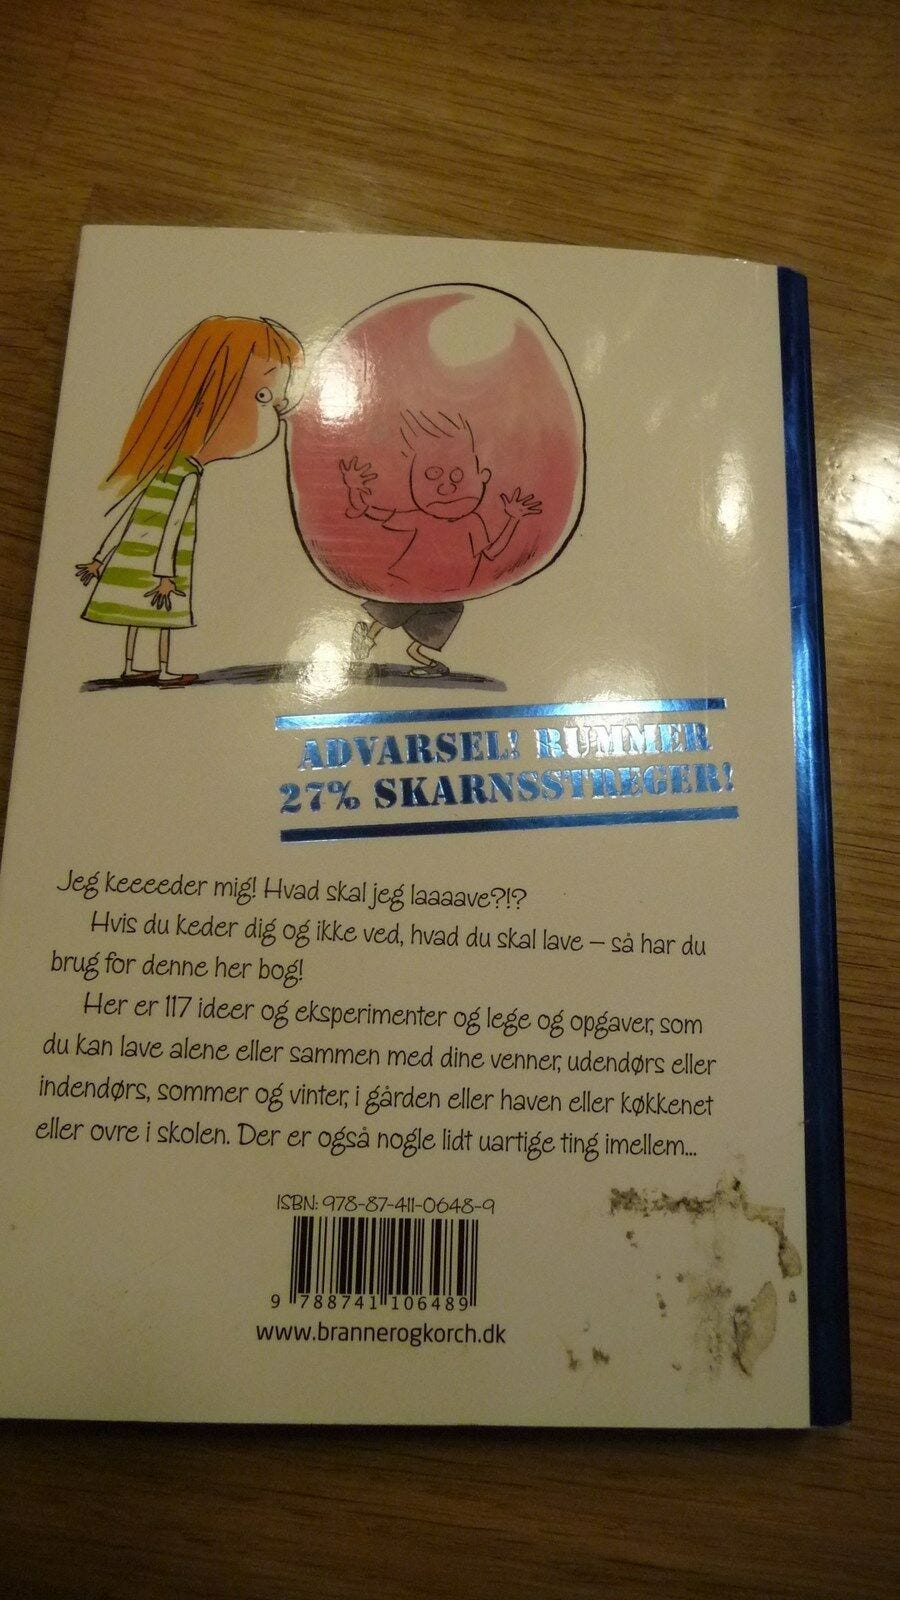 ADVARSEL! RUMMER
27% SKARNSSTREGER!
Jeg keeeeder mig! Hvad skal jeg laaaave?!?
Hvis du keder dig og ikke ved, hvad du skal lave – så har du
brug for denne her bog!
Her er 117 ideer og eksperimenter og lege og opgaver, som
du kan lave alene eller sammen med dine venner, udendørs eller
indendørs, sommer og vinter, i gården eller haven eller køkkenet
eller ovre i skolen. Der er også nogle lidt uartige ting imellem...
ISBN: 978-87-411-0648-9
9 788741 106489
www.brannerogkorch.dk